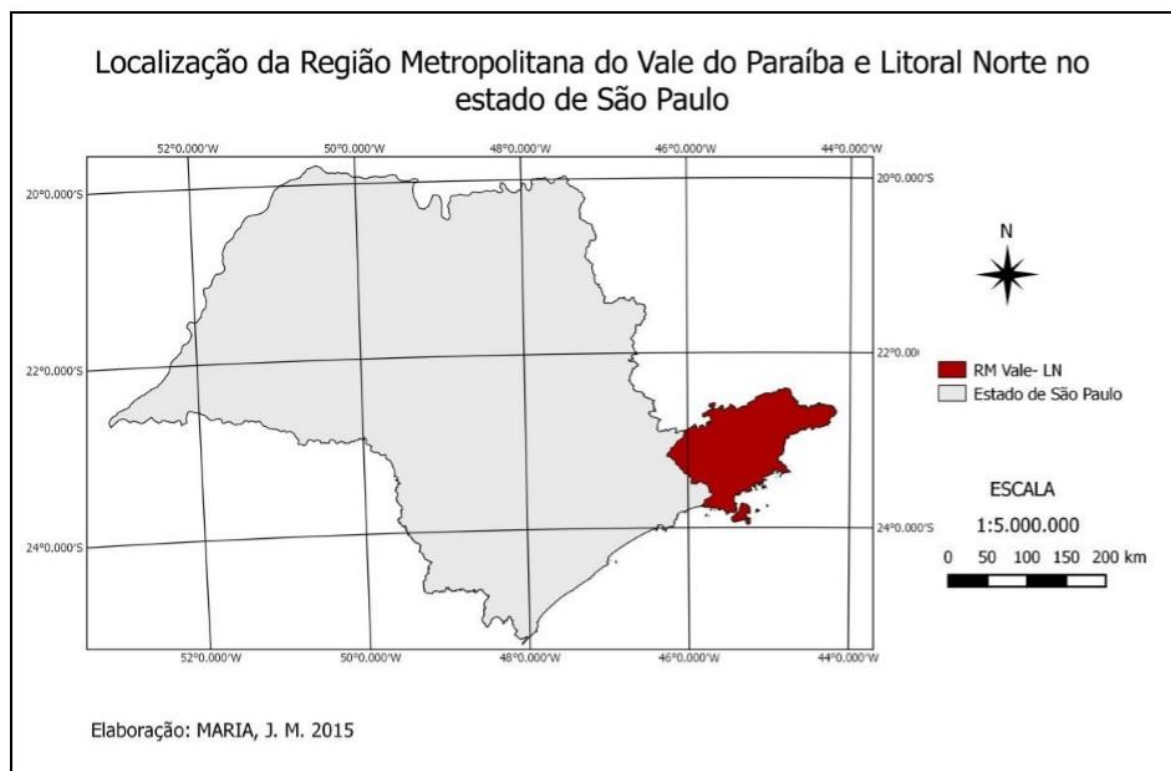 Localização da Região Metropolitana do Vale do Paraíba e Litoral Norte no
estado de São Paulo
52°0.000'W 50°0.000'W 48°0.000'W 46°0.000'W 44°0.000'W
20°0.000'S 20°0.000'S
N
22°0.000'S 22°0.00
RM Vale- LN
Estado de São Paulo
ESCALA
1:5.000.000
24°0.000'S 24°0.000'S
0 50 100 150 200 km
52°0.000'W 50°0.000'W 48°0.000'W 46°0.000'W 44°0.000'W
Elaboração: MARIA, J. M. 2015